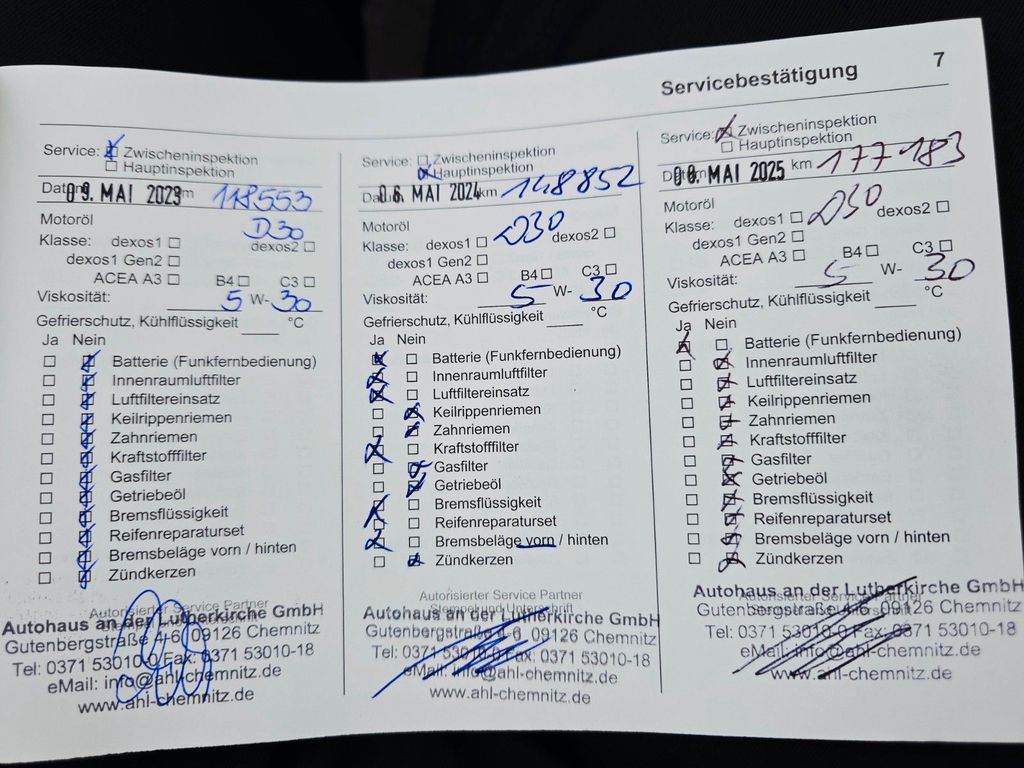 Servicebestätigung 7
Service: Zwischeninspektion
Hauptinspektion
Datum 09. MAI 2023 km 118553
Motoröl D30
Klasse: dexos1 dexos2
dexos1 Gen2
ACEA A3 B4 C3
Viskosität: 5 W- 30
Gefrierschutz, Kühlflüssigkeit ____ °C
Ja Nein
Batterie (Funkfernbedienung)
Innenraumluftfilter
Luftfiltereinsatz
Keilrippenriemen
Zahnriemen
Kraftstofffilter
Gasfilter
Getriebeöl
Bremsflüssigkeit
Reifenreparaturset
Bremsbeläge vorn / hinten
Zündkerzen
Autorisierter Service Partner
Autohaus an der Lutherkirche GmbH
Gutenbergstraße 4-6, 09126 Chemnitz
Tel: 0371 53010-0 Fax: 0371 53010-18
eMail: info@ahl-chemnitz.de
www.ahl-chemnitz.de
Service: Zwischeninspektion
Hauptinspektion
Datum 06. MAI 2024 km 148852
Motoröl
Klasse: dexos1 D30 dexos2
dexos1 Gen2
ACEA A3 B4 C3
Viskosität: 5 W- 30
Gefrierschutz, Kühlflüssigkeit ____ °C
Ja Nein
Batterie (Funkfernbedienung)
Innenraumluftfilter
Luftfiltereinsatz
Keilrippenriemen
Zahnriemen
Kraftstofffilter
Gasfilter
Getriebeöl
Bremsflüssigkeit
Reifenreparaturset
Bremsbeläge vorn / hinten
Zündkerzen
Autorisierter Service Partner
Stempel und Unterschrift
Autohaus an der Lutherkirche GmbH
Gutenbergstraße 4-6, 09126 Chemnitz
Tel: 0371 53010-0 Fax: 0371 53010-18
eMail: info@ahl-chemnitz.de
www.ahl-chemnitz.de
Service: Zwischeninspektion
Hauptinspektion
Datum MAI 2025 km 177183
Motoröl
Klasse: dexos1 D30 dexos2
dexos1 Gen2
ACEA A3 B4 C3
Viskosität: 5 W- 30
Gefrierschutz, Kühlflüssigkeit ____ °C
Ja Nein
Batterie (Funkfernbedienung)
Innenraumluftfilter
Luftfiltereinsatz
Keilrippenriemen
Zahnriemen
Kraftstofffilter
Gasfilter
Getriebeöl
Bremsflüssigkeit
Reifenreparaturset
Bremsbeläge vorn / hinten
Zündkerzen
Autohaus an der Lutherkirche GmbH
Gutenbergstraße 4-6, 09126 Chemnitz
Tel: 0371 53010-0 Fax: 0371 53010-18
eMail: info@ahl-chemnitz.de
www.ahl-chemnitz.de